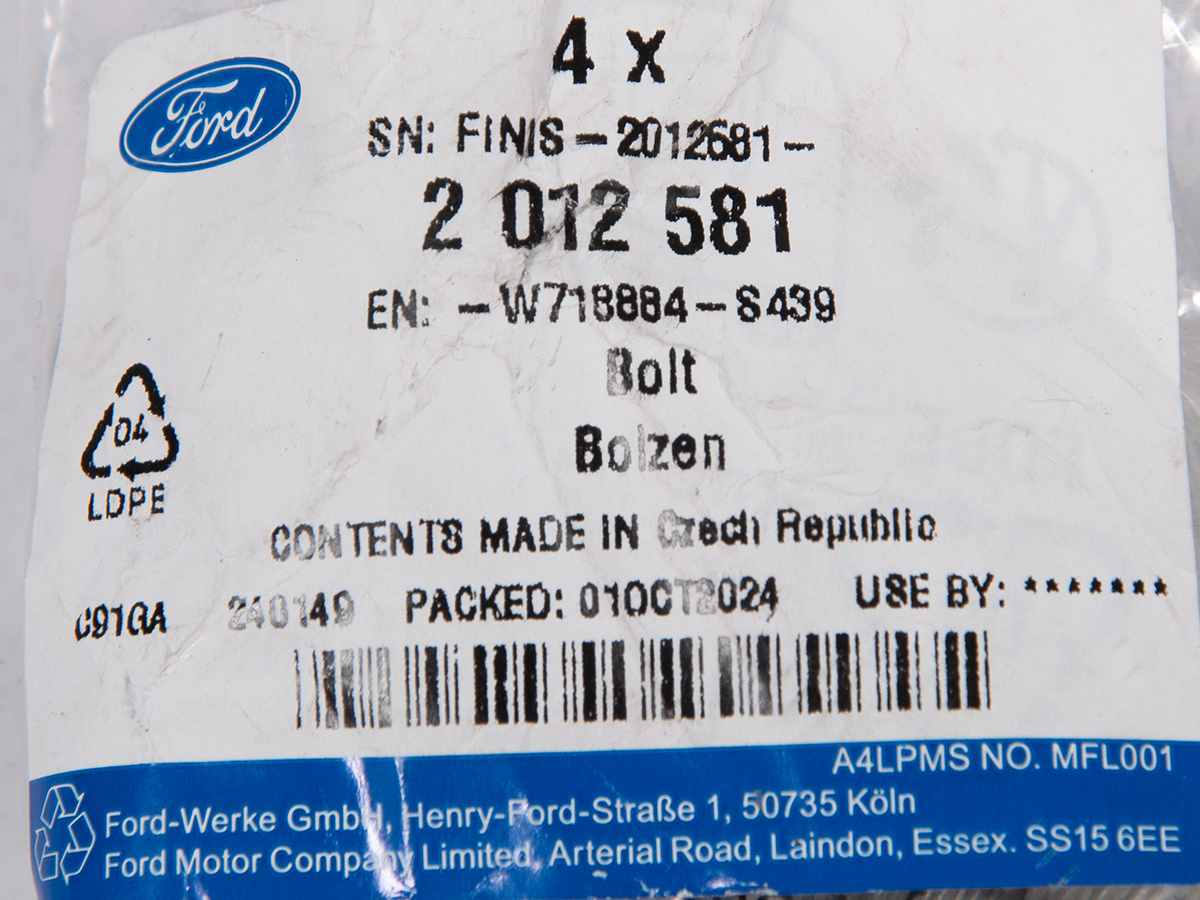 Ford
4 x
SN: FINIS-2012581-
2 012 581
EN: -W718884-S439
Bolt
Bolzen
04
LDPE
CONTENTS MADE IN Czech Republic
C91GA 240149 PACKED: 01OCT2024 USE BY: *******
A4LPMS NO. MFL001
Ford-Werke GmbH, Henry-Ford-Straße 1, 50735 Köln
Ford Motor Company Limited, Arterial Road, Laindon, Essex. SS15 6EE